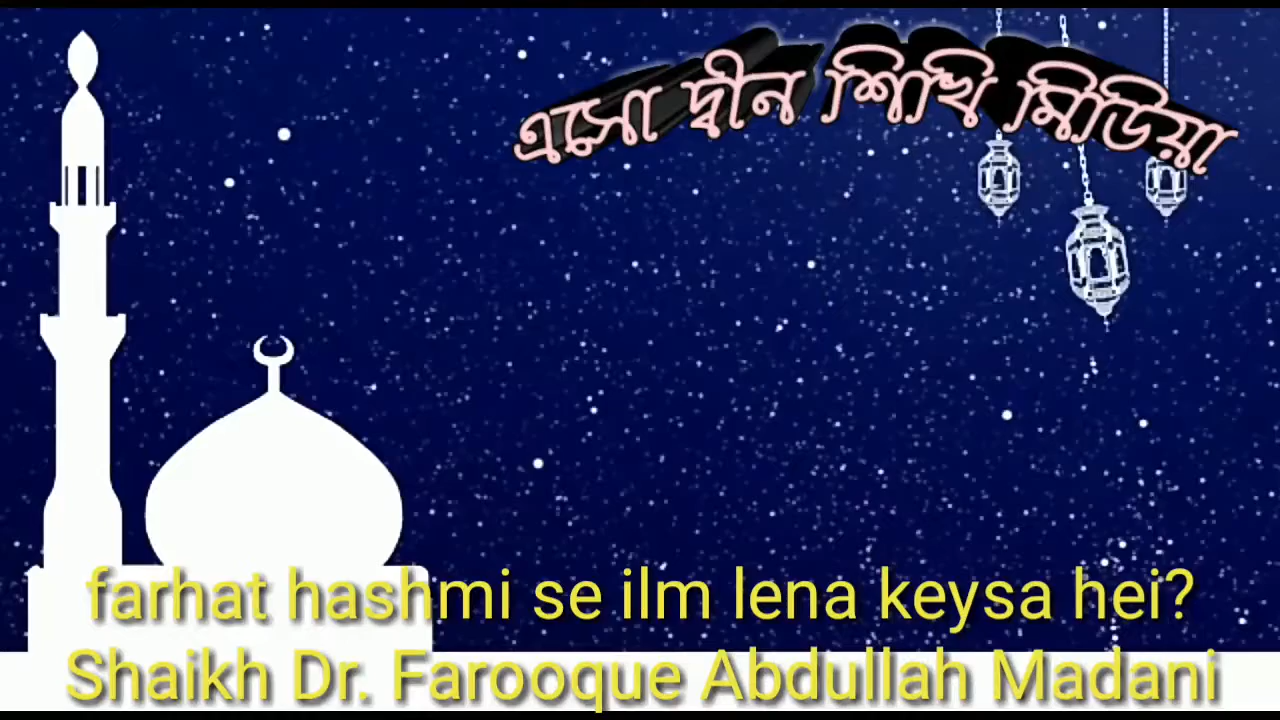 এসো দ্বীন শিখি মিডিয়া
farhat hashmi se ilm lena keysa hei?
Shaikh Dr. Farooque Abdullah Madani